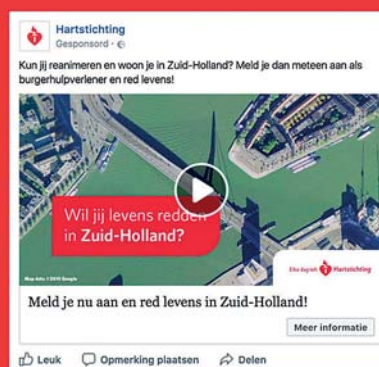 Hartstichting
Gesponsord ·
Kun jij reanimeren en woon je in Zuid-Holland? Meld je dan meteen aan als
burgerhulpverlener en red levens!
Wil jij levens redden
in Zuid-Holland?
Map data: ©2019 Google
Elke dag telt Hartstichting
Meld je nu aan en red levens in Zuid-Holland!
Meer informatie
Leuk Opmerking plaatsen Delen